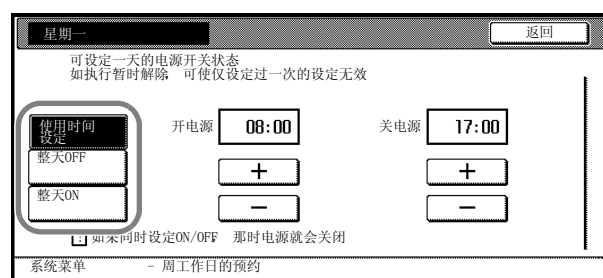 星期一
返回
可设定一天的电源开关状态
如执行暂时解除 可使仅设定过一次的设定无效
使用时间
设定
开电源 08:00
关电源 17:00
整天OFF
+ +
整天ON
- -
! 如果同时设定ON/OFF 那时电源就会关闭
系统菜单 - 周工作日的预约